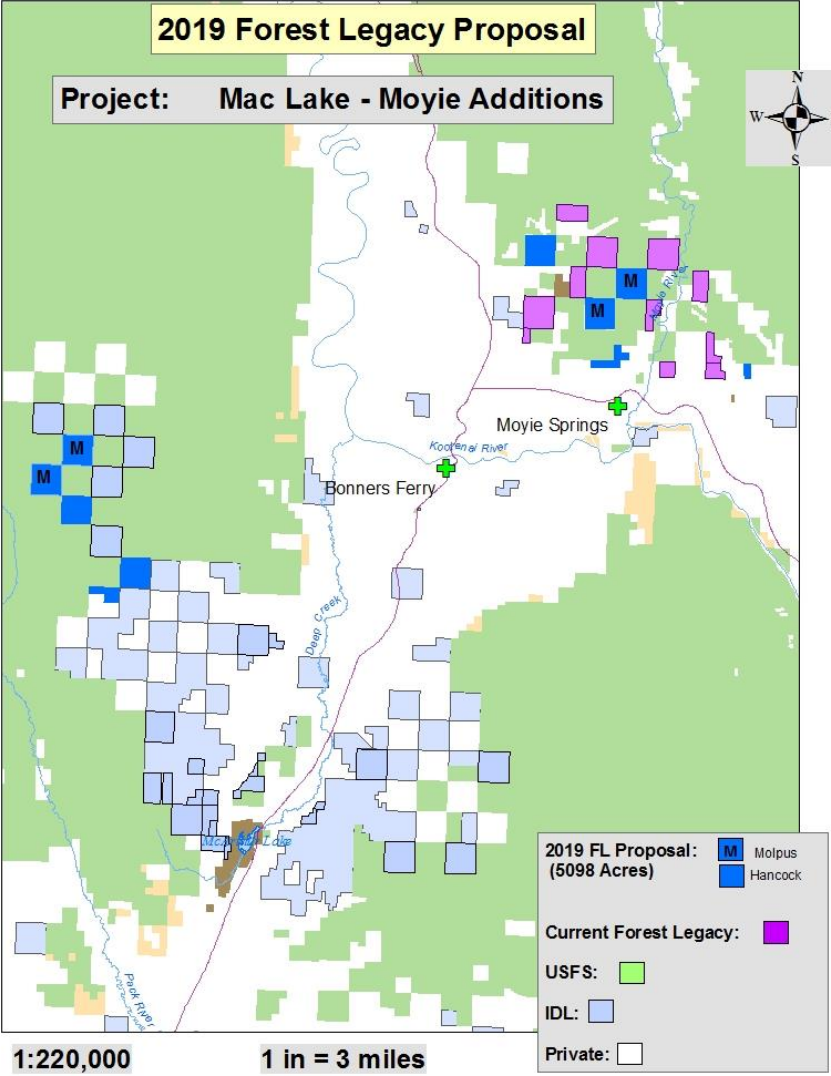 2019 Forest Legacy Proposal
Project: Mac Lake - Moyie Additions
N
W
S
M
Moyie River
M
Moyie Springs
Kootenai River
M
M
Bonners Ferry
Deep Creek
Lake
Pack River
2019 FL Proposal:
(5098 Acres)
M Molpus
Hancock
Current Forest Legacy:
USFS:
IDL:
Private:
1:220,000 1 in = 3 miles